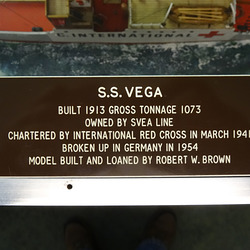 C. INTERNATIONAL
S.S. VEGA
BUILT 1913 GROSS TONNAGE 1073
OWNED BY SVEA LINE
CHARTERED BY INTERNATIONAL RED CROSS IN MARCH 1941
BROKEN UP IN GERMANY IN 1954
MODEL BUILT AND LOANED BY ROBERT W. BROWN